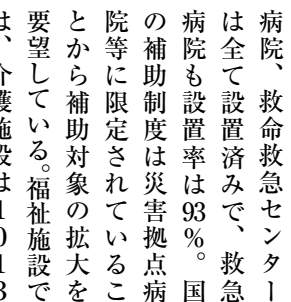 病院、救命救急センター
は全て設置済みで、救急
病院も設置率は93％。国
の補助制度は災害拠点病
院等に限定されているこ
とから補助対象の拡大を
要望している。福祉施設で
は、介護施設は1013